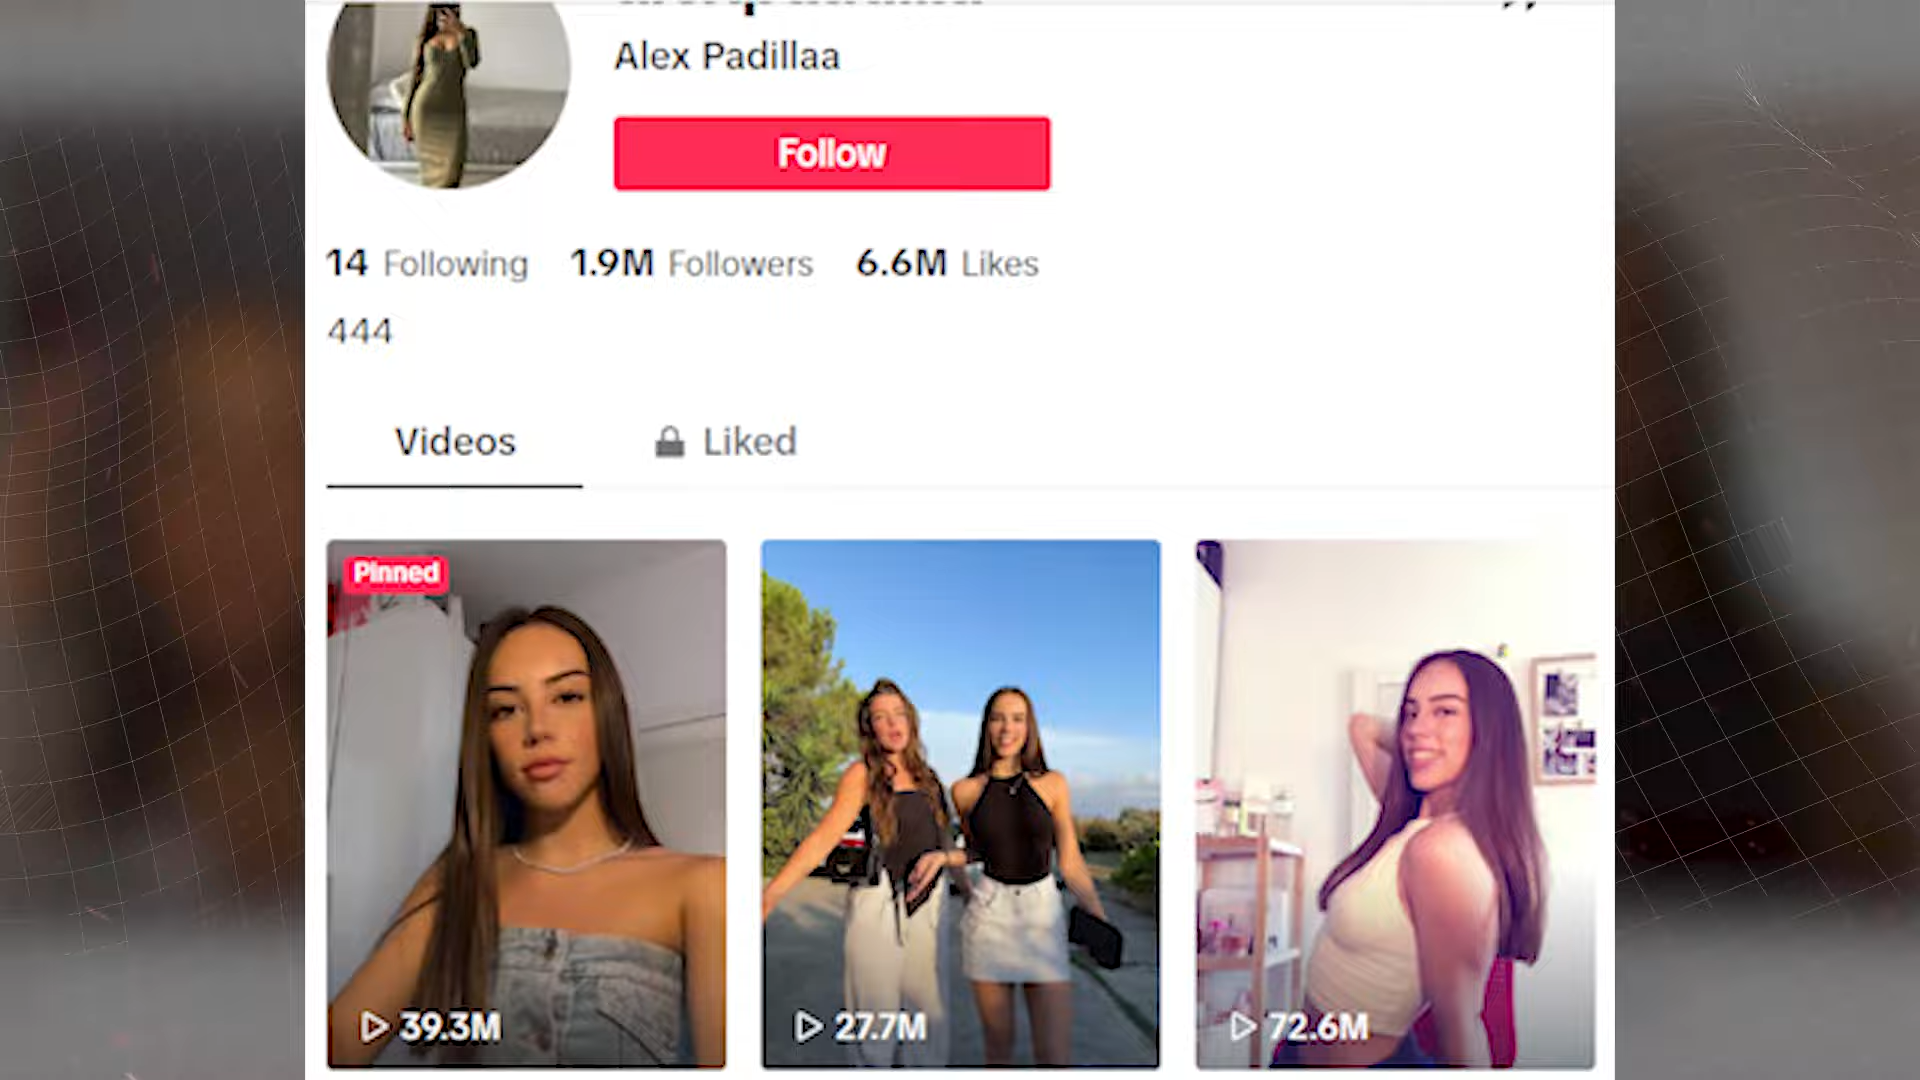 Alex Padillaa
Follow
14 Following 1.9M Followers 6.6M Likes
444
Videos Liked
Pinned
39.3M 27.7M 72.6M